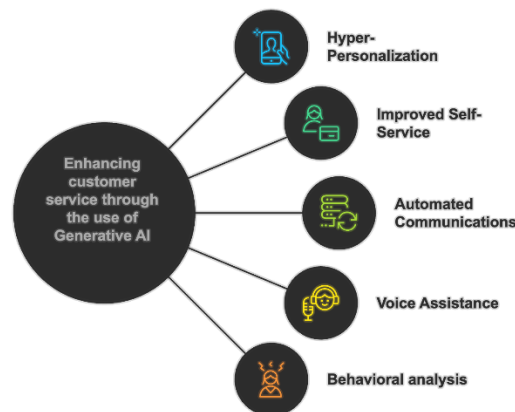 Hyper-
Personalization
Improved Self-
Service
Enhancing
customer
service through
the use of
Generative AI
Automated
Communications
Voice Assistance
Behavioral analysis